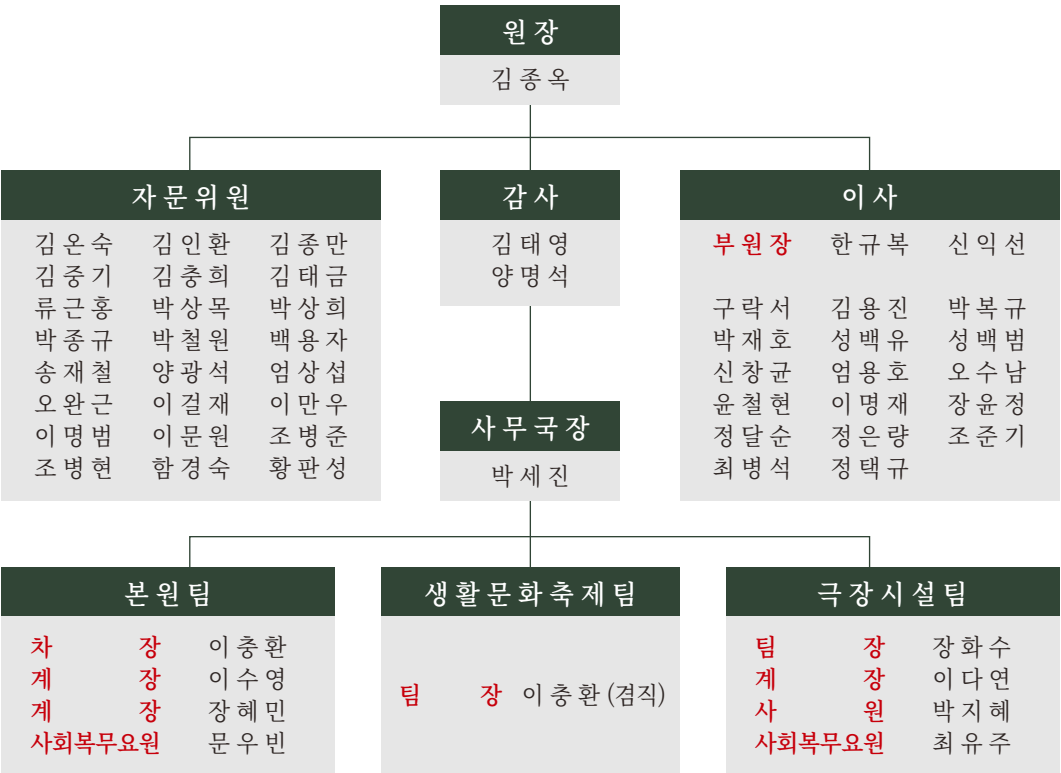 원장
김종옥
자문위원
김온숙 김인환 김종만
김중기 김충희 김태금
류근홍 박상목 박상희
박종규 박철원 백용자
송재철 양광석 엄상섭
오완근 이걸재 이만우
이명범 이문원 조병준
조병현 함경숙 황판성
감사
김태영
양명석
이사
부원장 한규복 신익선
구락서 김용진 박복규
박재호 성백유 성백범
신창균 엄용호 오수남
윤철현 이명재 장윤정
정달순 정은량 조준기
최병석 정택규
사무국장
박세진
본원팀
차장 이충환
계장 이수영
계장 장혜민
사회복무요원 문우빈
생활문화축제팀
팀장 이충환(겸직)
극장시설팀
팀장 장화수
계장 이다연
사원 박지혜
사회복무요원 최유주